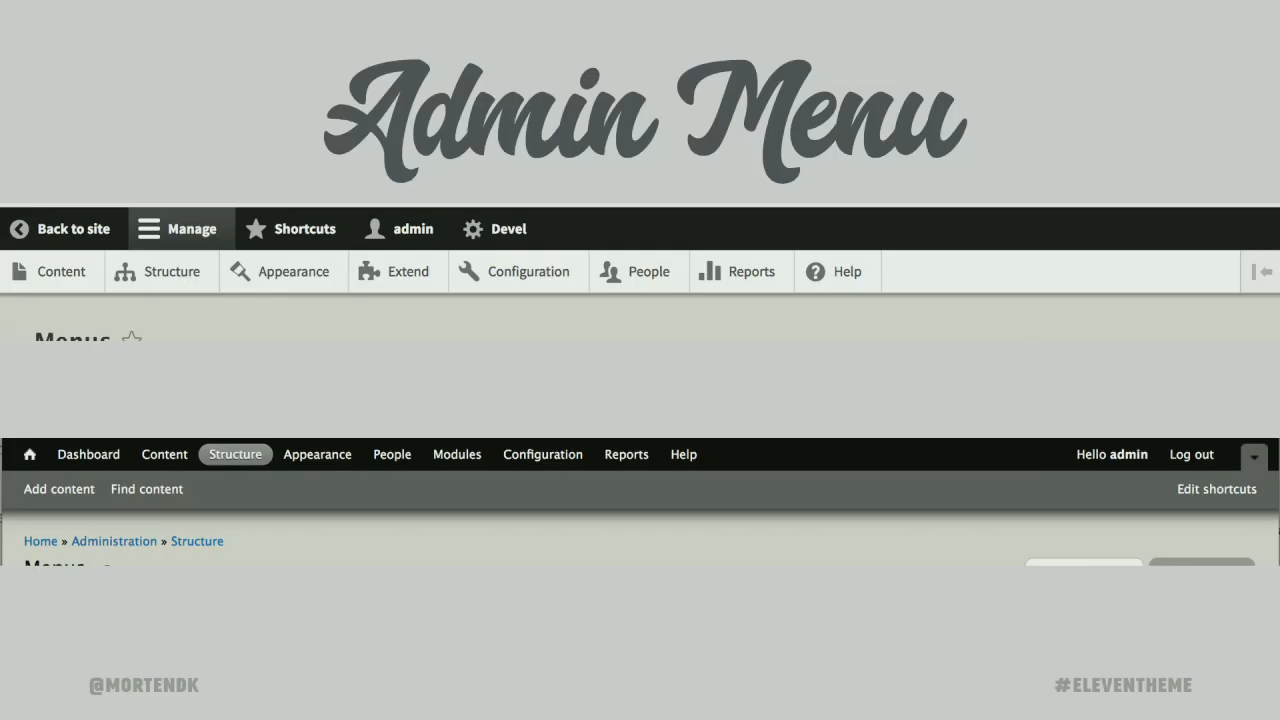 Admin Menu
Back to site Manage Shortcuts admin Devel
Content Structure Appearance Extend Configuration People Reports Help
Menus
Dashboard Content Structure Appearance People Modules Configuration Reports Help Hello admin Log out
Add content Find content Edit shortcuts
Home » Administration » Structure
Menus
@MORTENDK #ELEVENTHEME